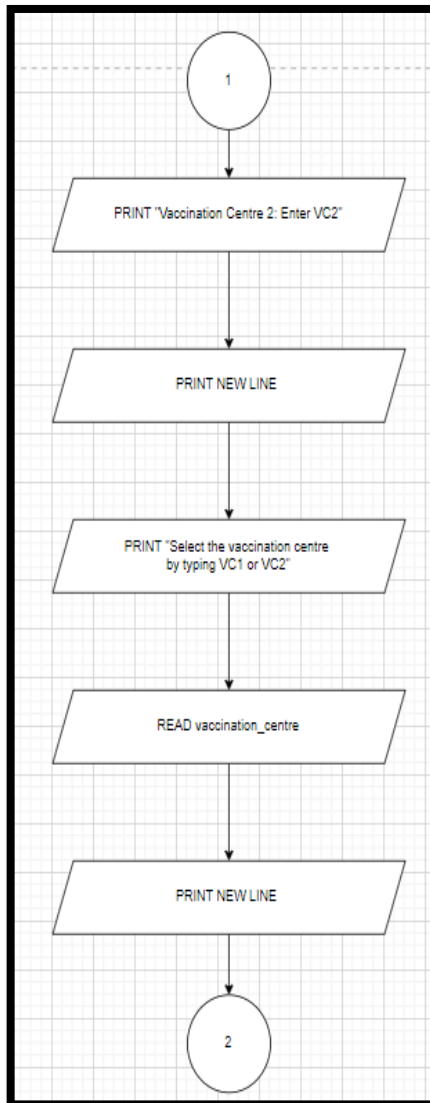 1
PRINT "Vaccination Centre 2: Enter VC2"
PRINT NEW LINE
PRINT "Select the vaccination centre
by typing VC1 or VC2"
READ vaccination_centre
PRINT NEW LINE
2